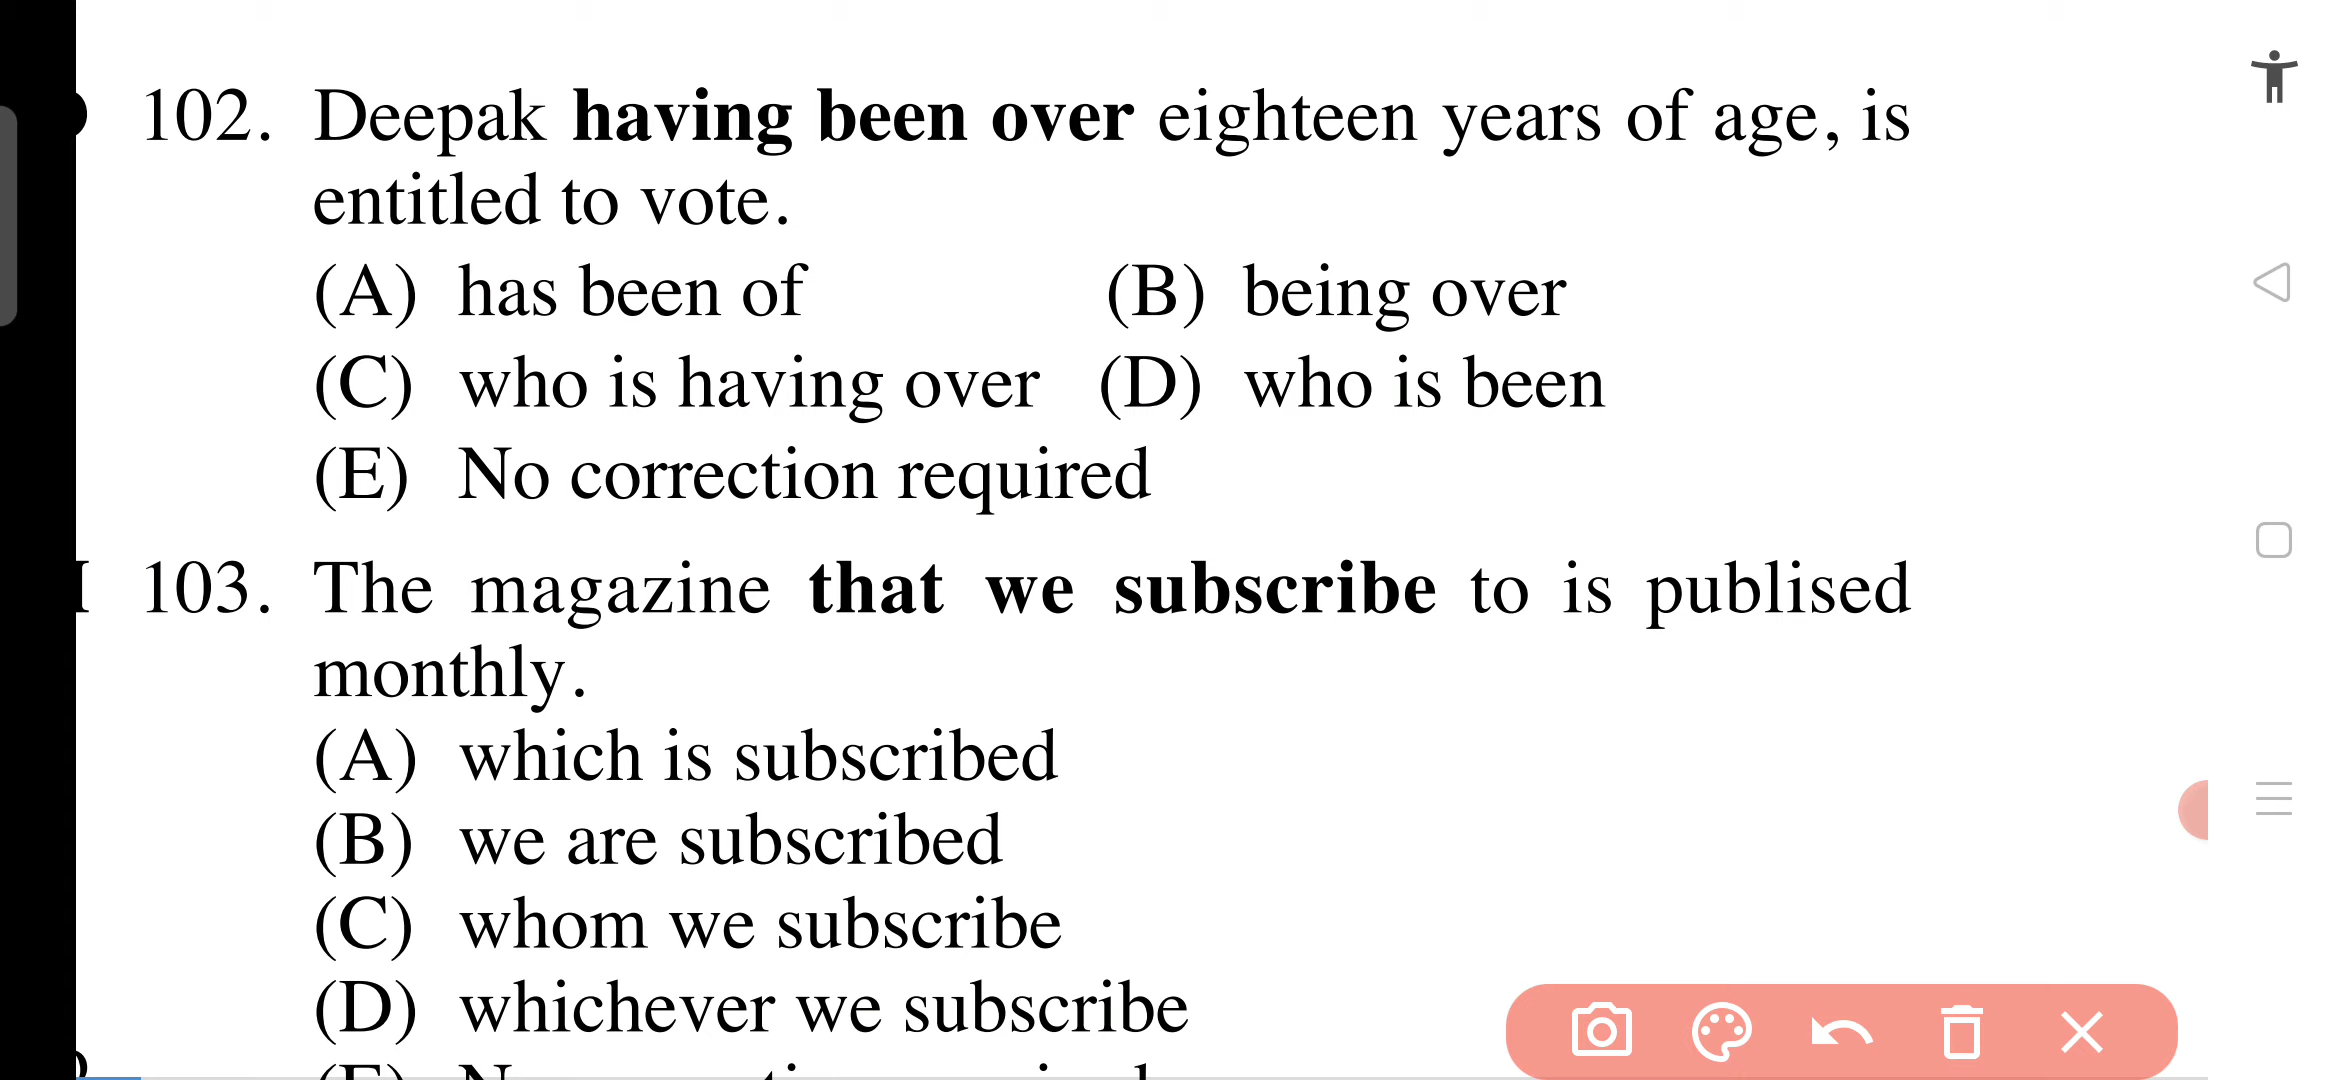 102. Deepak having been over eighteen years of age, is
entitled to vote.
(A) has been of (B) being over
(C) who is having over (D) who is been
(E) No correction required
103. The magazine that we subscribe to is publised
monthly.
(A) which is subscribed
(B) we are subscribed
(C) whom we subscribe
(D) whichever we subscribe